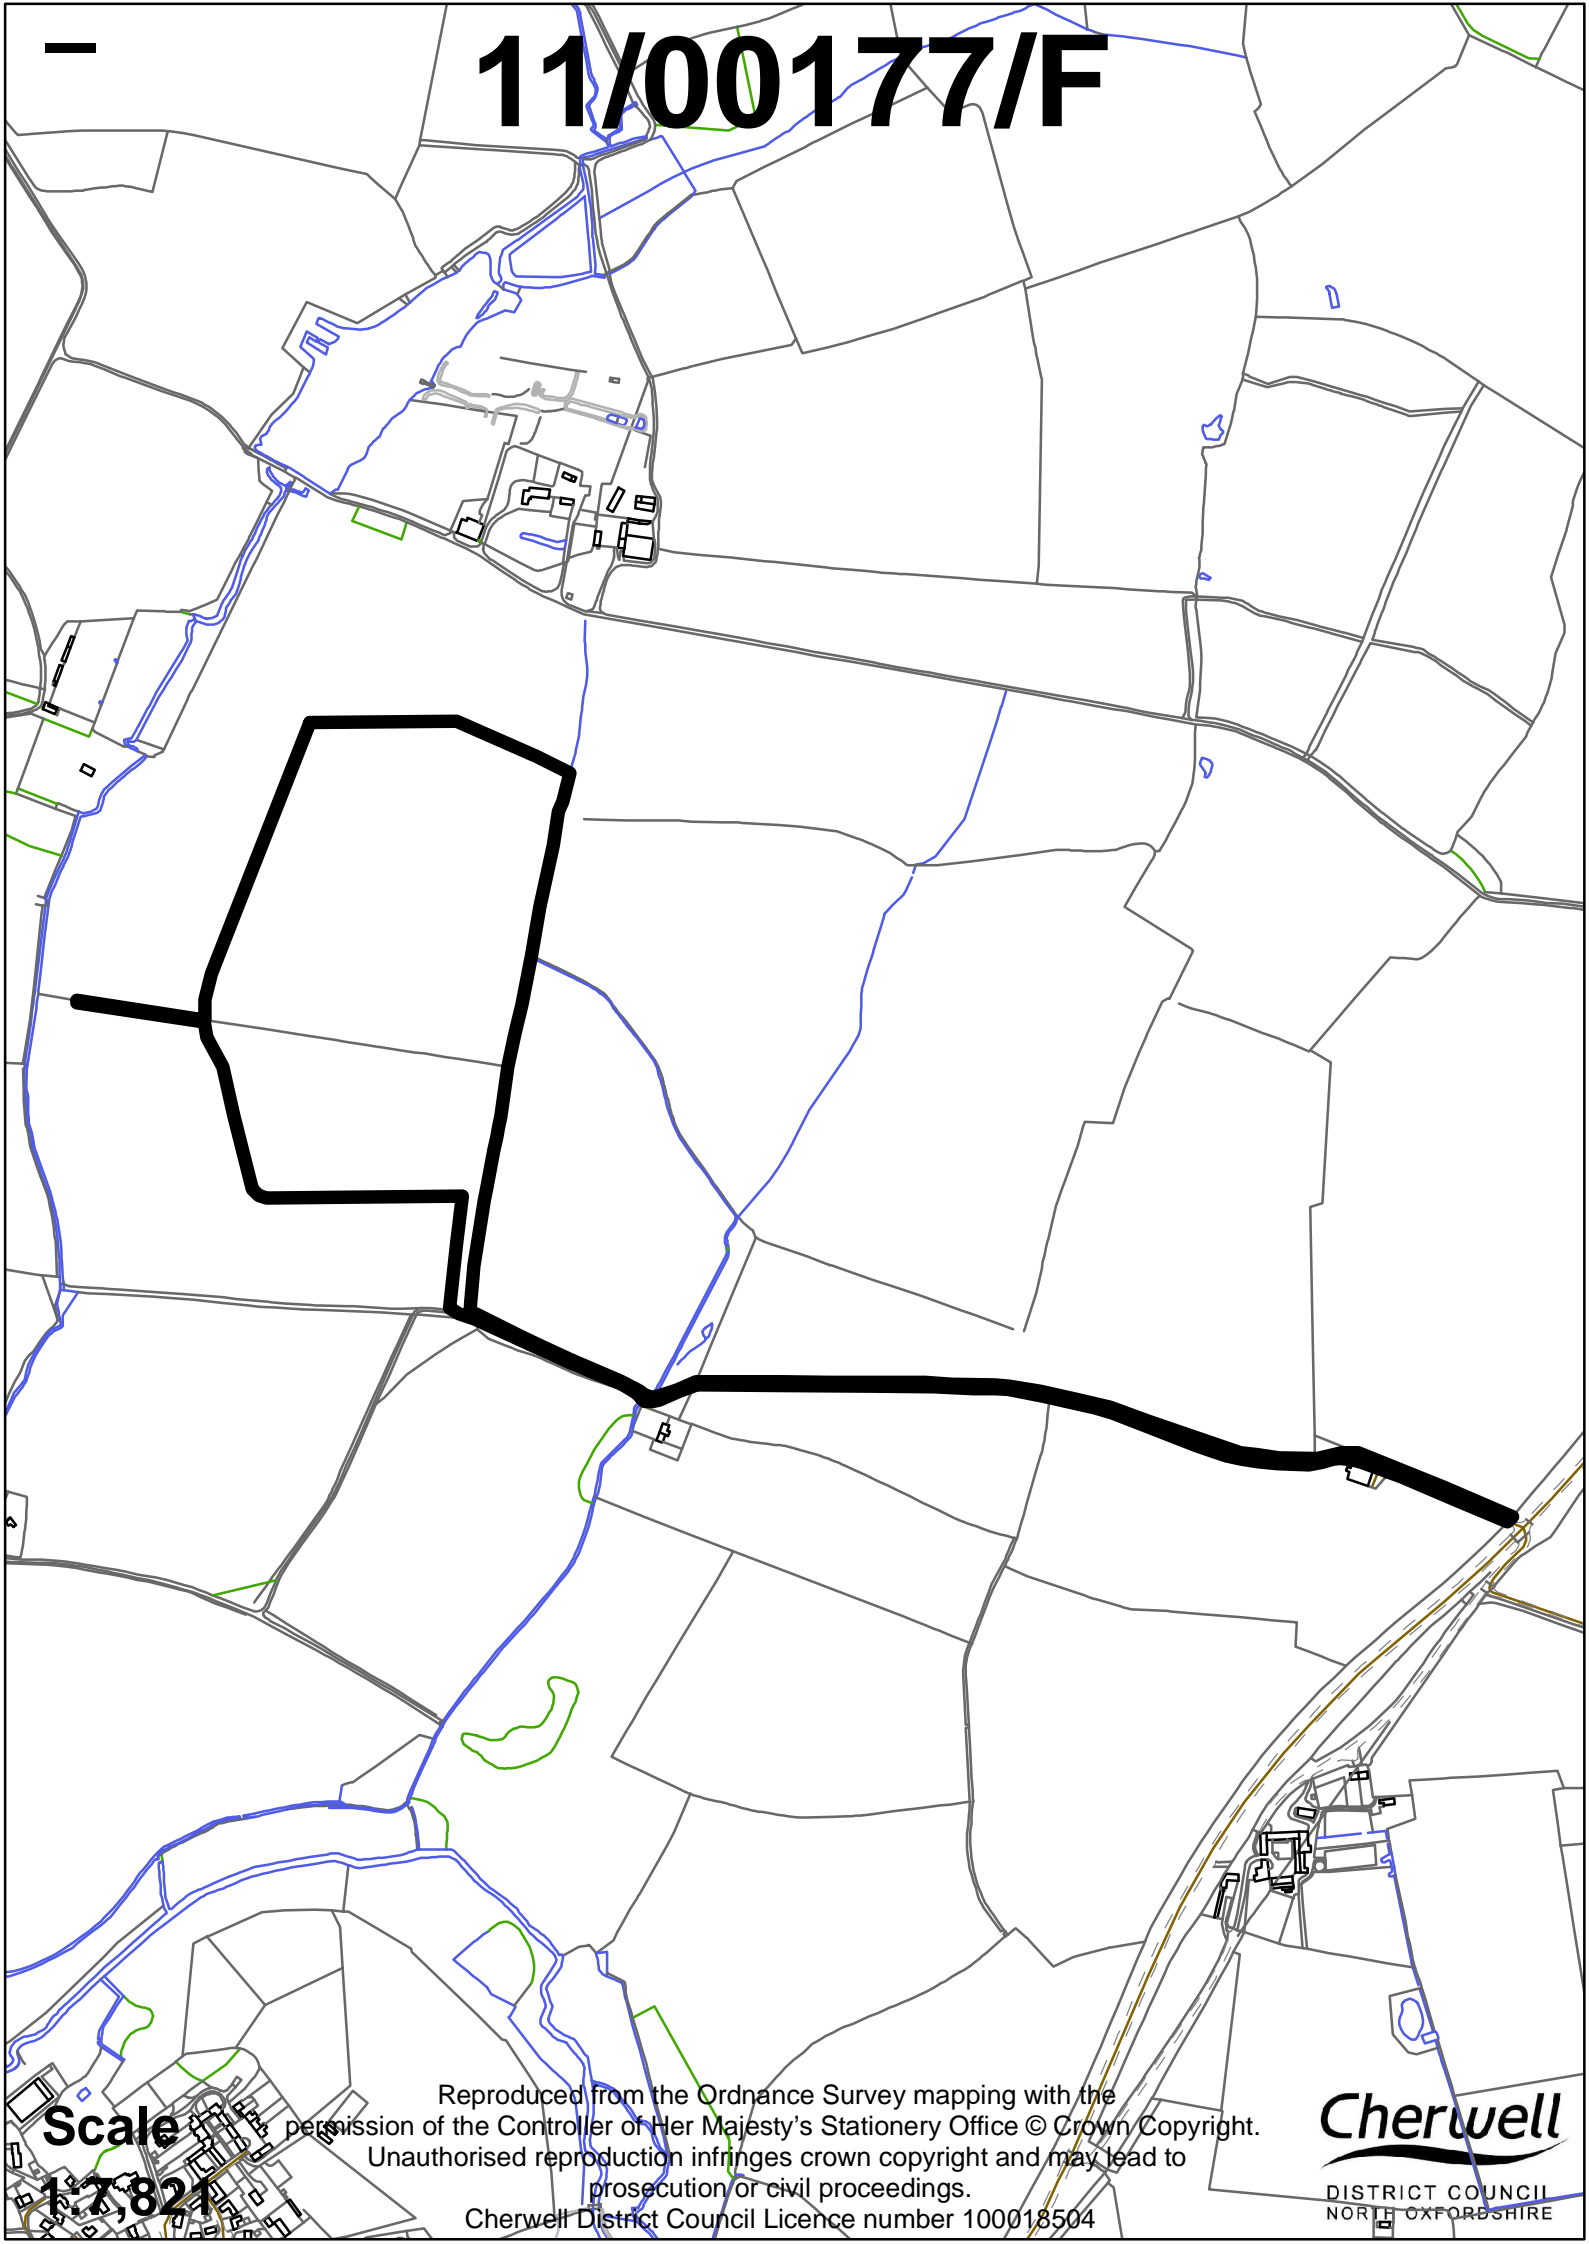 11/00177/F
Reproduced from the Ordnance Survey mapping with the
permission of the Controller of Her Majesty's Stationery Office © Crown Copyright.
Unauthorised reproduction infringes crown copyright and may lead to
prosecution or civil proceedings.
Cherwell District Council Licence number 100018504
Scale
1:7,821
Cherwell
DISTRICT COUNCIL
NORTH OXFORDSHIRE